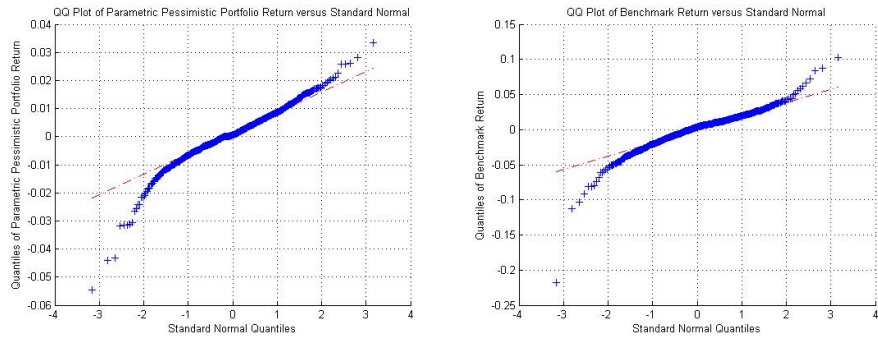 QQ Plot of Parametric Pessimistic Portfolio Return versus Standard Normal
Quantiles of Parametric Pessimistic Portfolio Return
0.04
0.03
0.02
0.01
0
-0.01
-0.02
-0.03
-0.04
-0.05
-0.06
-4 -3 -2 -1 0 1 2 3 4
Standard Normal Quantiles
QQ Plot of Benchmark Return versus Standard Normal
Quantiles of Benchmark Return
0.15
0.1
0.05
0
-0.05
-0.1
-0.15
-0.2
-0.25
-4 -3 -2 -1 0 1 2 3 4
Standard Normal Quantiles